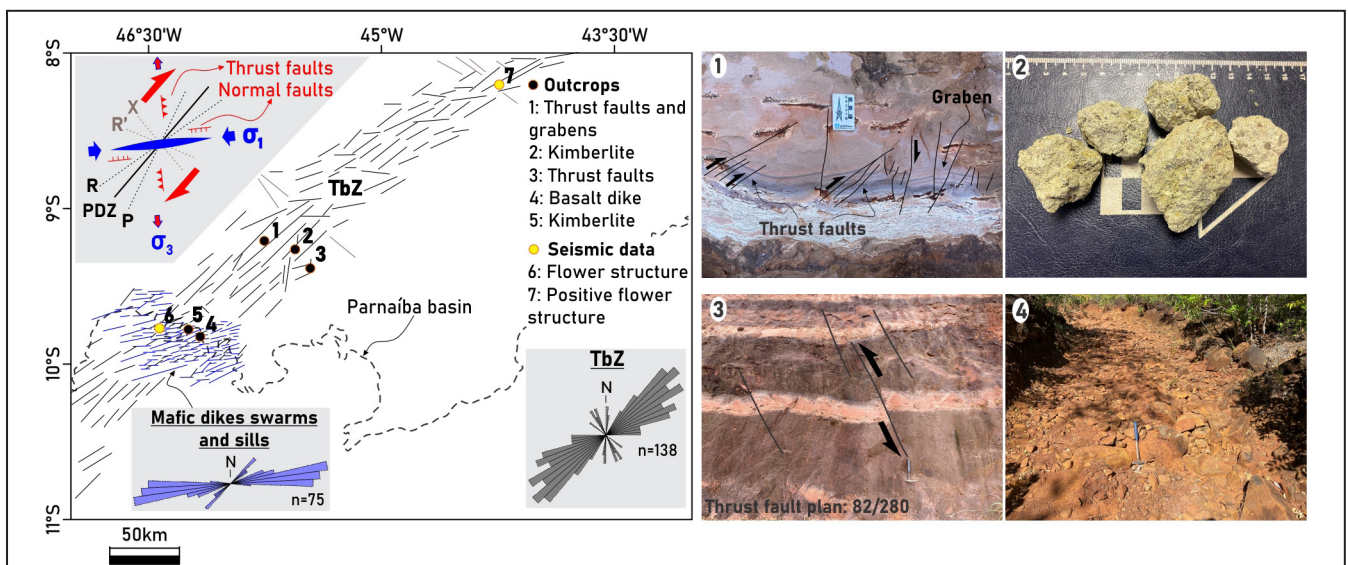 46°30'W
45°W
43°30'W
8°S
9°S
10°S
11°S
Thrust faults
Normal faults
X
R'
σ1
R
PDZ
P
σ3
TbZ
1
2
3
4
5
6
7
Outcrops
1: Thrust faults and
grabens
2: Kimberlite
3: Thrust faults
4: Basalt dike
5: Kimberlite
Seismic data
6: Flower structure
7: Positive flower
structure
Parnaíba basin
Mafic dikes swarms
and sills
N
n=75
TbZ
N
n=138
50km
1
Graben
Thrust faults
2
3
Thrust fault plan: 82/280
4